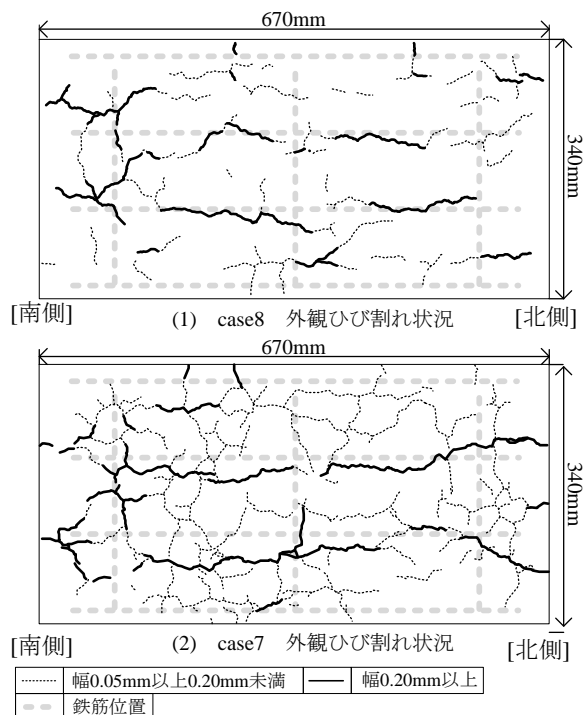 670mm
340mm
[南側] (1) case8 外観ひび割れ状況 [北側]
670mm
340mm
[南側] (2) case7 外観ひび割れ状況 [北側]
幅0.05mm以上0.20mm未満 幅0.20mm以上
鉄筋位置